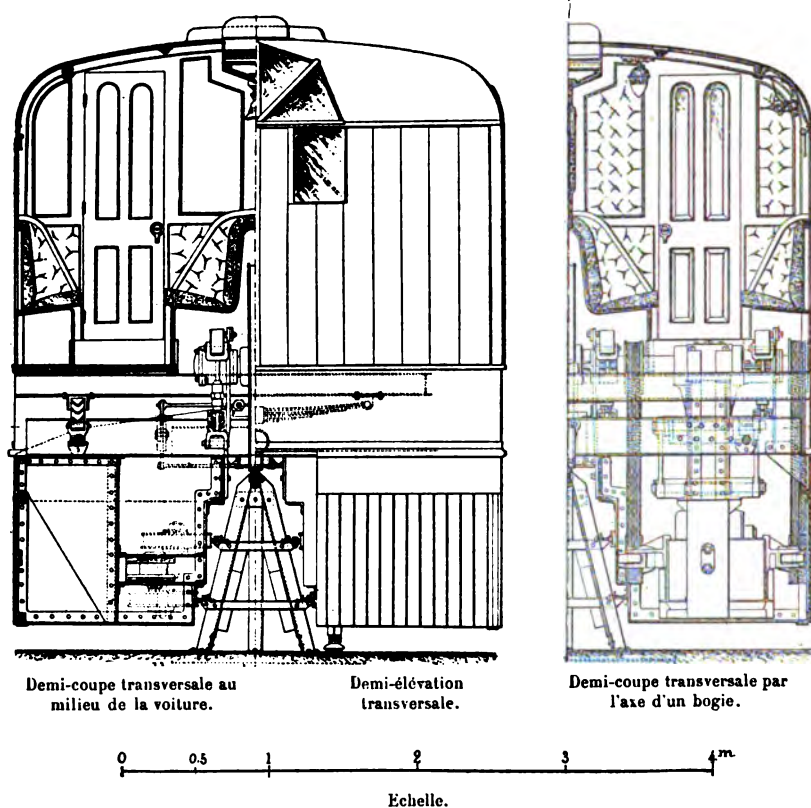 Demi-coupe transversale au
milieu de la voiture.
Demi-élévation
transversale.
Demi-coupe transversale par
l'axe d'un bogie.
0 0.5 1 2 3 4 m
Echelle.